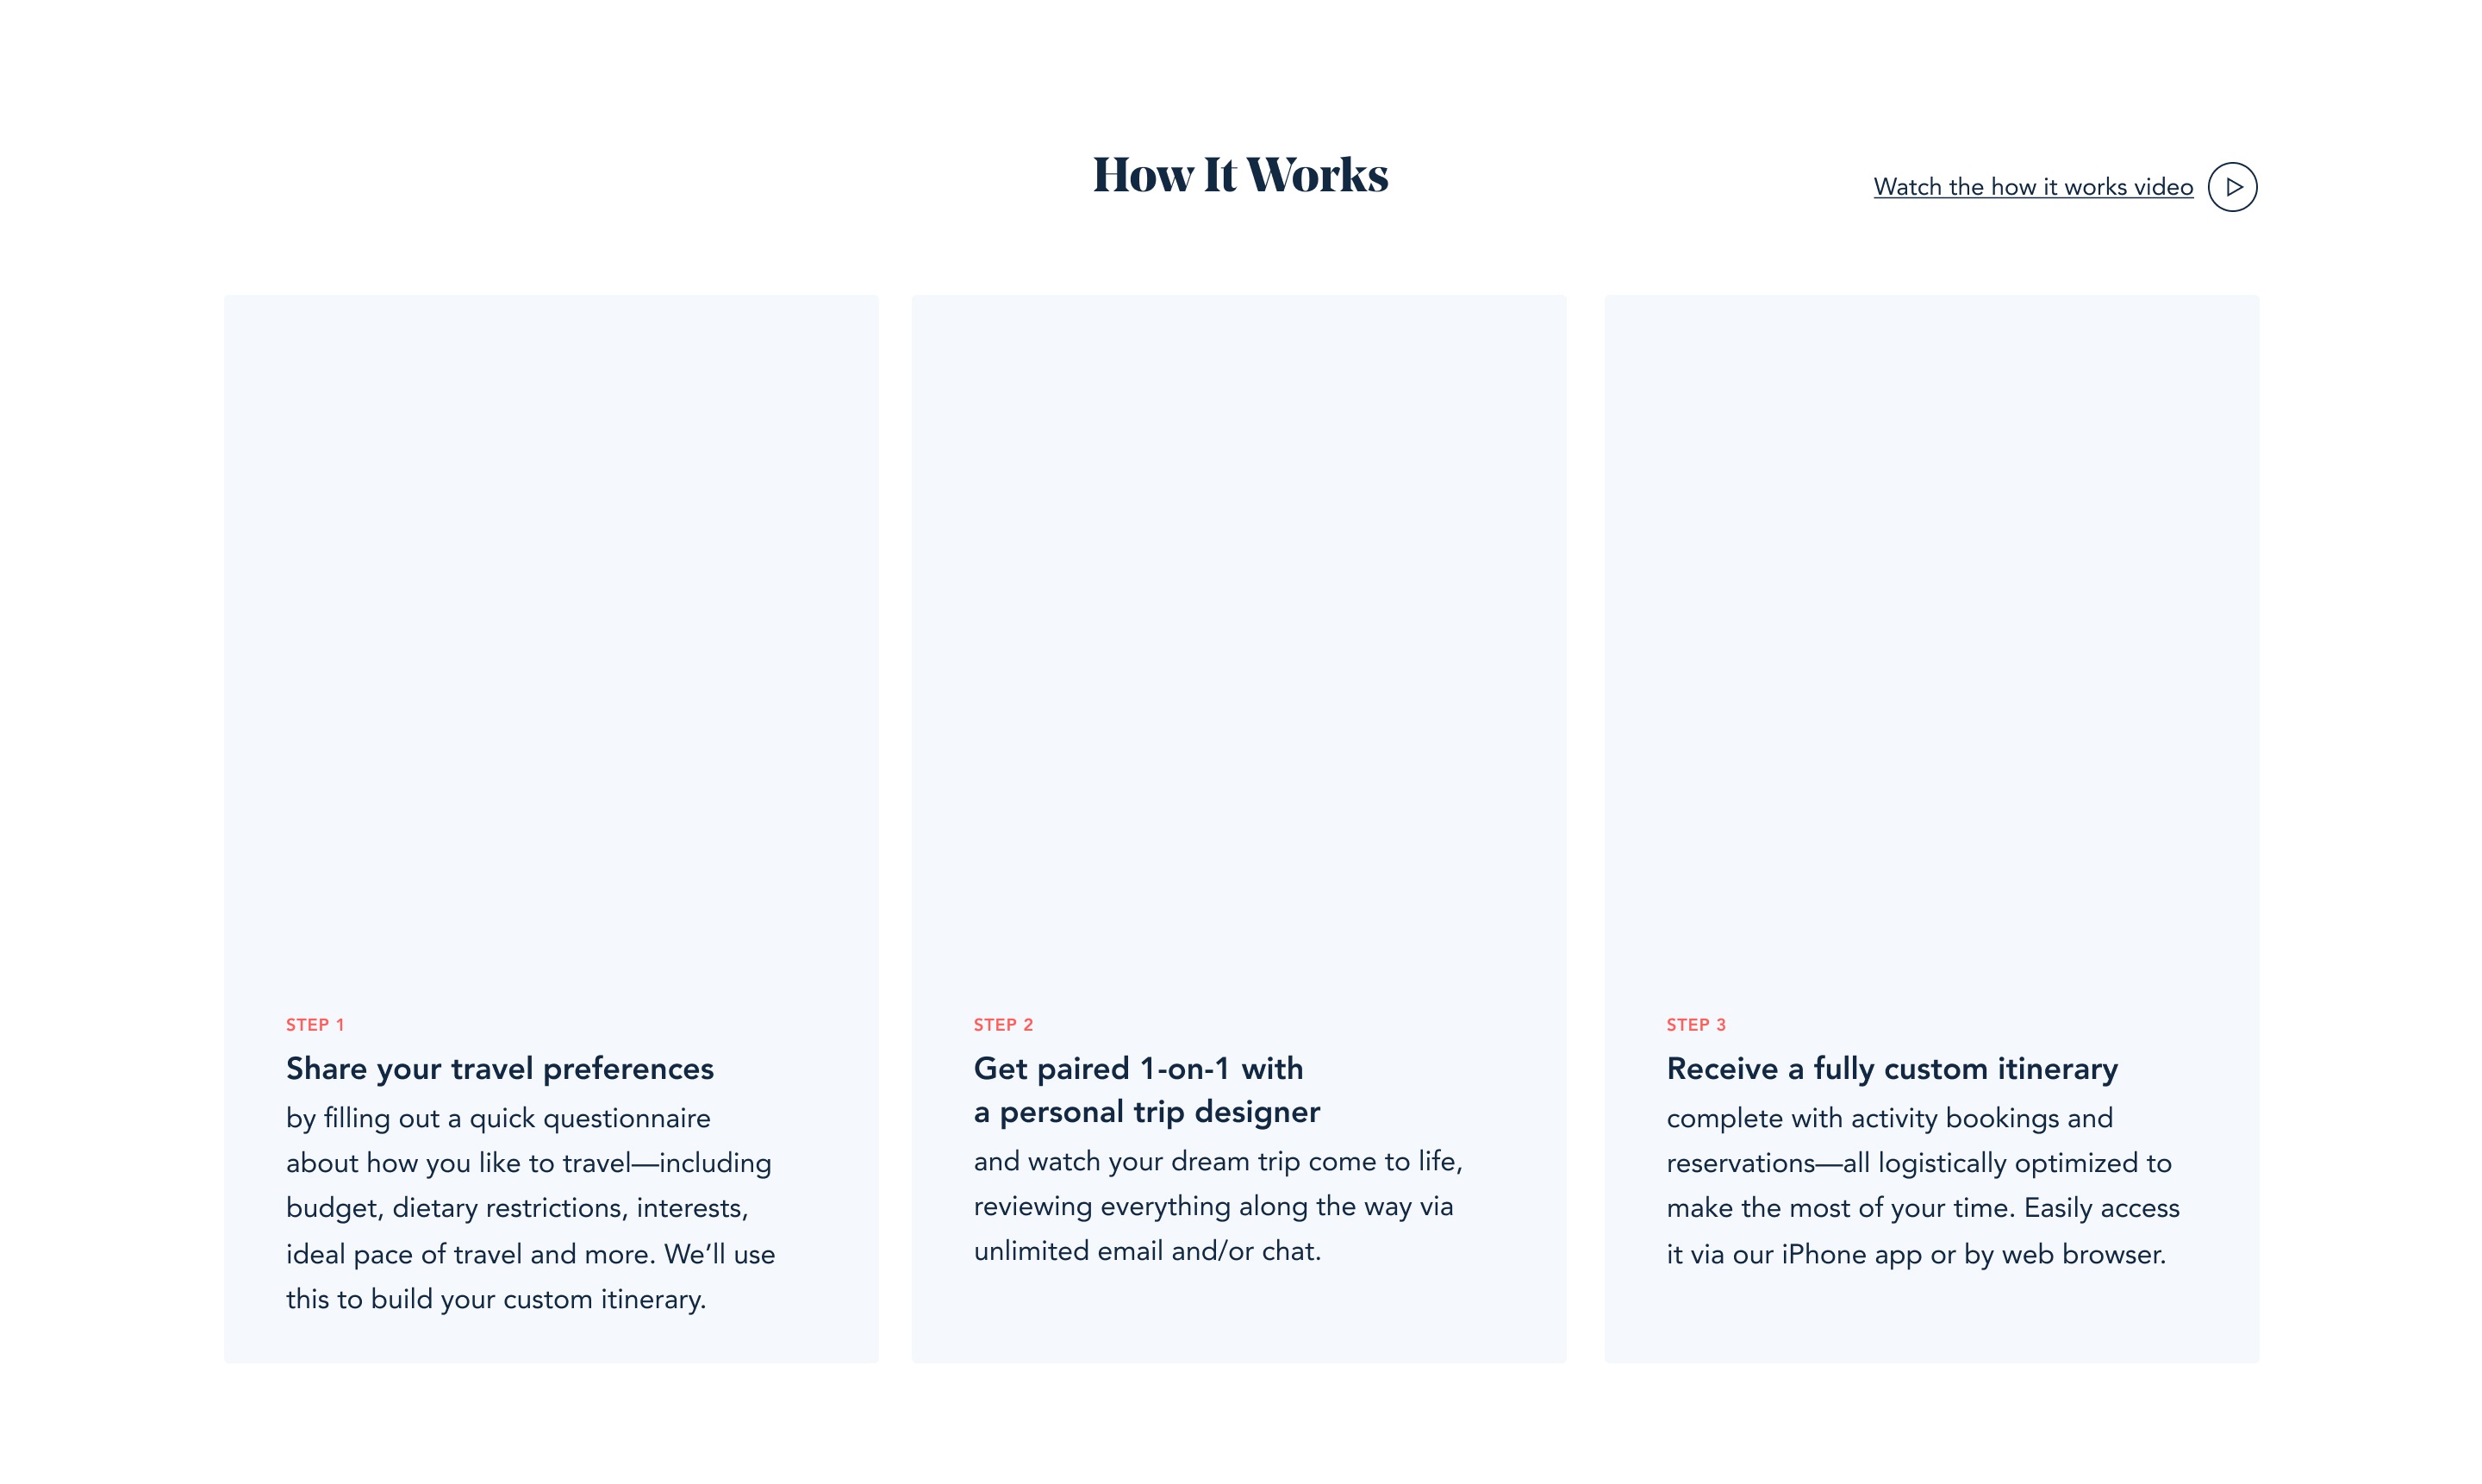 How It Works
Watch the how it works video
STEP 1
Share your travel preferences
by filling out a quick questionnaire
about how you like to travel—including
budget, dietary restrictions, interests,
ideal pace of travel and more. We’ll use
this to build your custom itinerary.
STEP 2
Get paired 1-on-1 with
a personal trip designer
and watch your dream trip come to life,
reviewing everything along the way via
unlimited email and/or chat.
STEP 3
Receive a fully custom itinerary
complete with activity bookings and
reservations—all logistically optimized to
make the most of your time. Easily access
it via our iPhone app or by web browser.